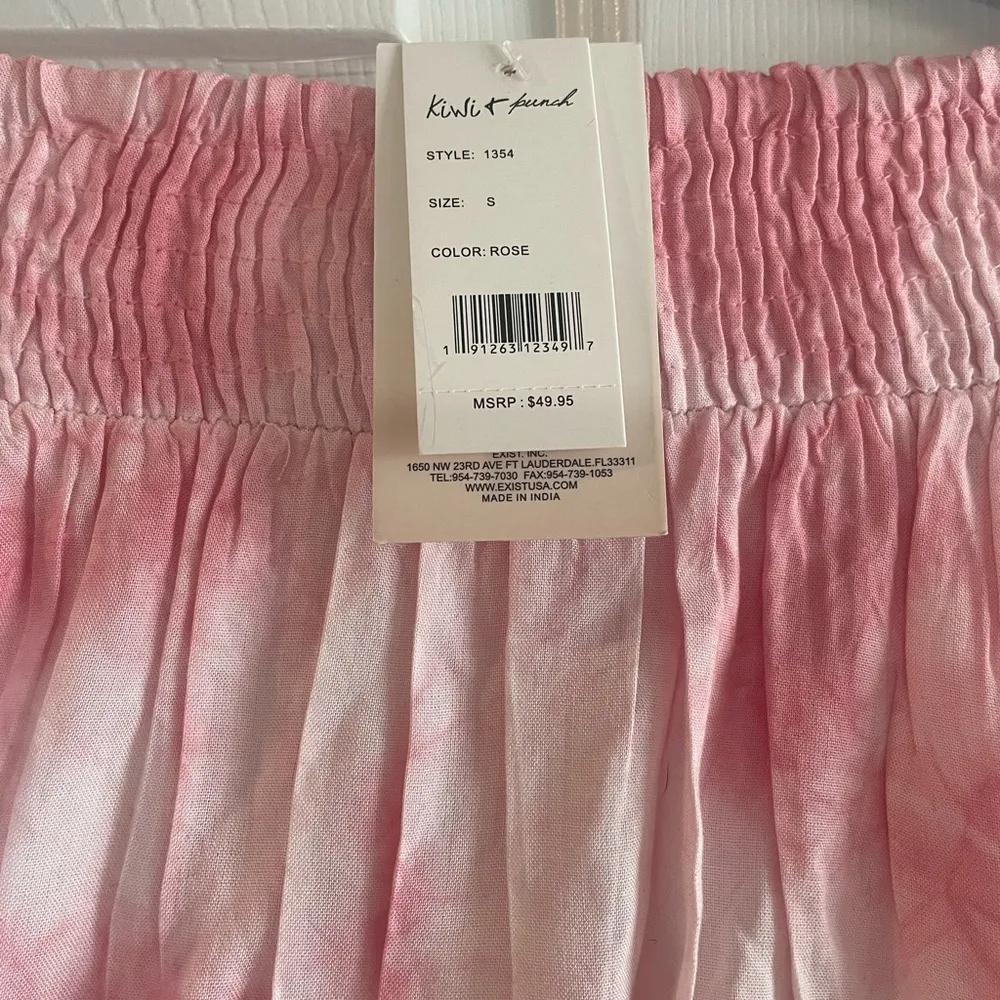 Kiwi + punch
STYLE: 1354
SIZE: S
COLOR: ROSE
1 91263 12349 7
MSRP : $49.95
EXIST. INC.
1650 NW 23RD AVE FT LAUDERDALE.FL33311
TEL:954-739-7030 FAX:954-739-1053
WWW.EXISTUSA.COM
MADE IN INDIA